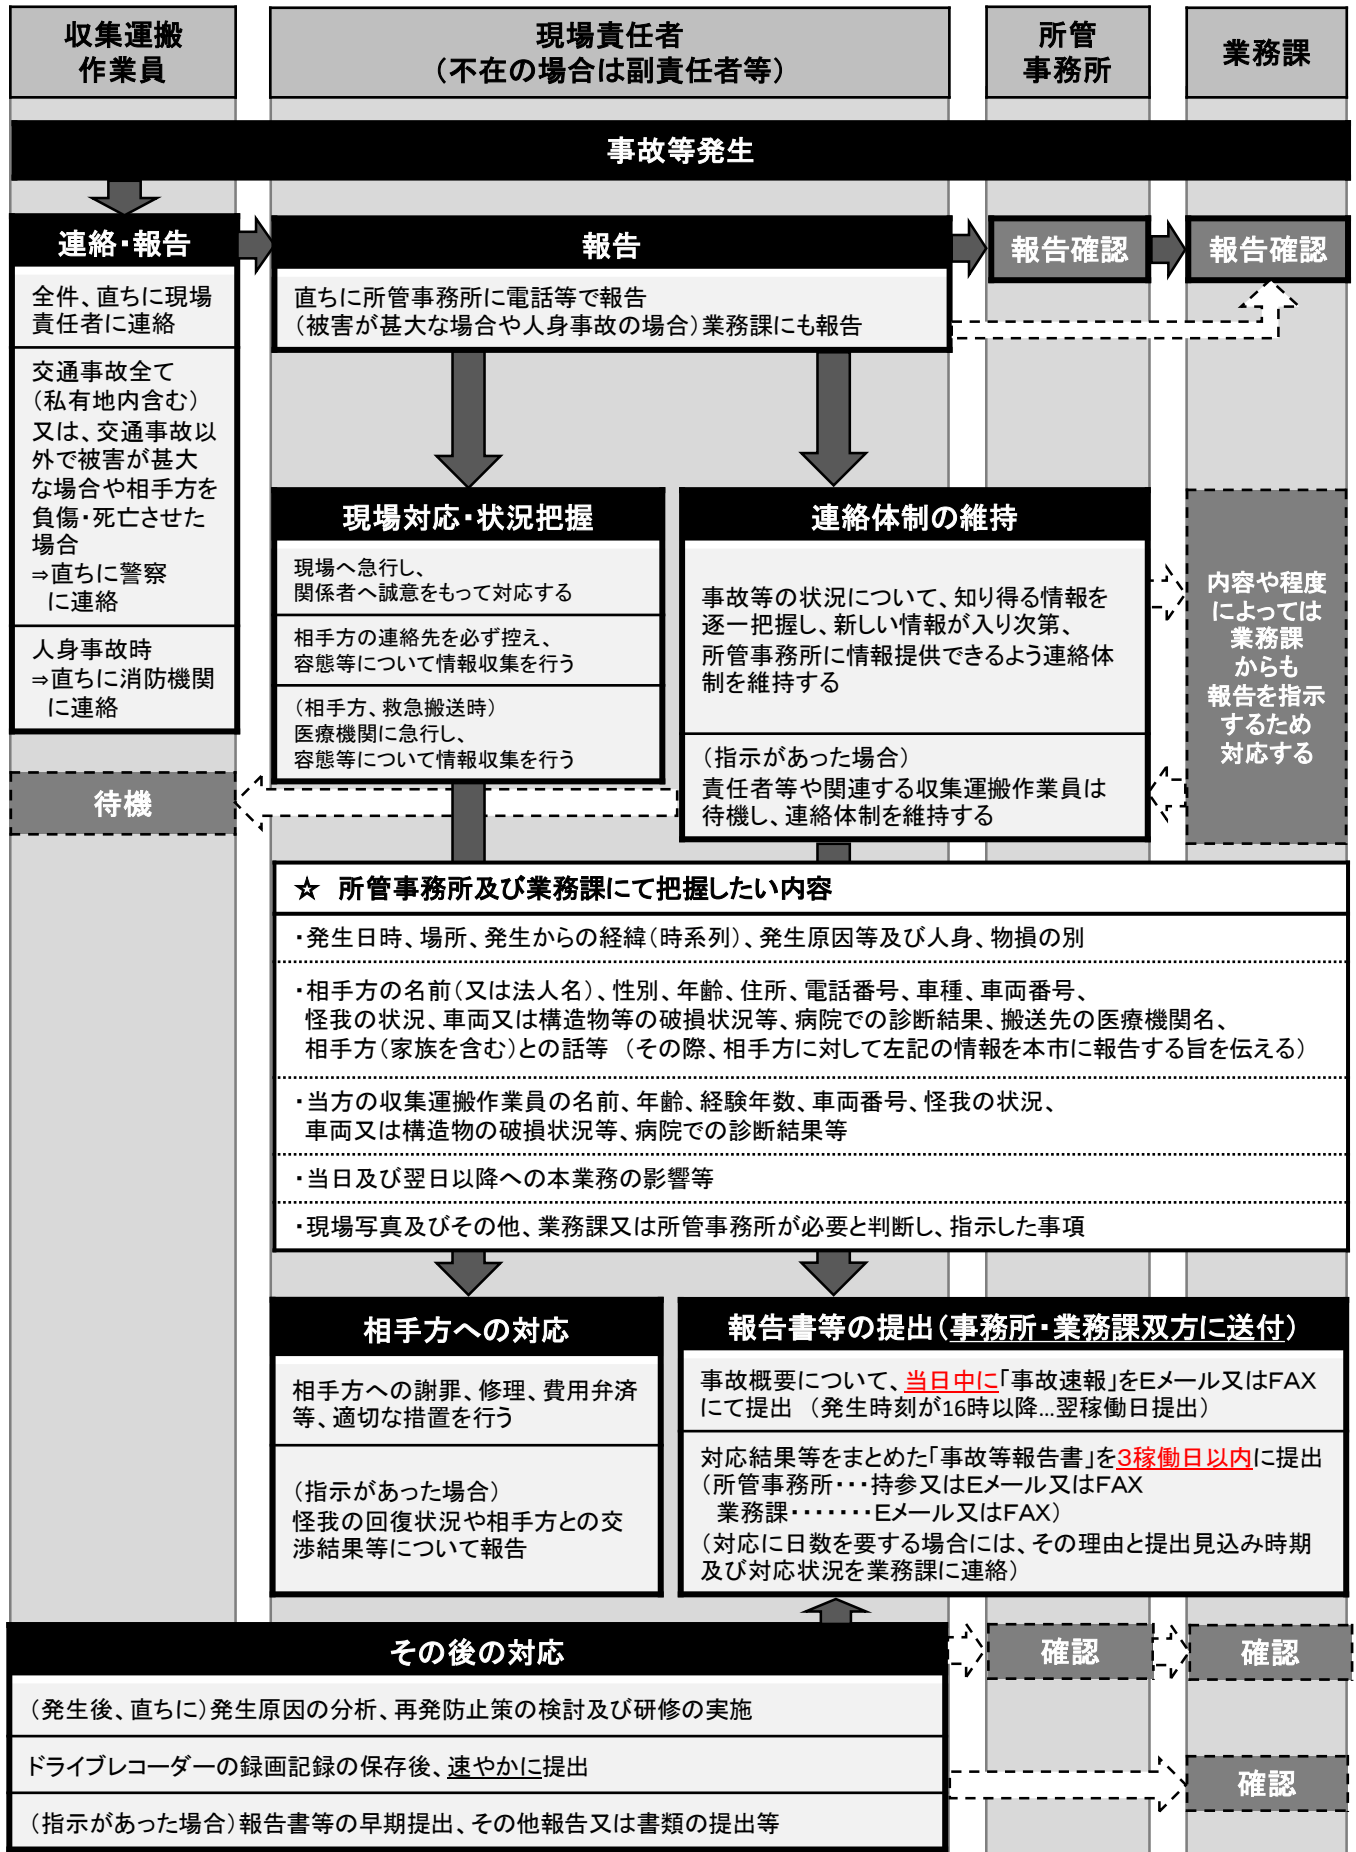 収集運搬
作業員
現場責任者
（不在の場合は副責任者等）
所管
事務所
業務課
事故等発生
連絡・報告
全件、直ちに現場
責任者に連絡
交通事故全て
（私有地内含む）
又は、交通事故以
外で被害が甚大
な場合や相手方を
負傷・死亡させた
場合
⇒直ちに警察
に連絡
人身事故時
⇒直ちに消防機関
に連絡
報告
直ちに所管事務所に電話等で報告
（被害が甚大な場合や人身事故の場合）業務課にも報告
報告確認
報告確認
現場対応・状況把握
現場へ急行し、
関係者へ誠意をもって対応する
相手方の連絡先を必ず控え、
容態等について情報収集を行う
（相手方、救急搬送時）
医療機関に急行し、
容態等について情報収集を行う
連絡体制の維持
事故等の状況について、知り得る情報を
逐一把握し、新しい情報が入り次第、
所管事務所に情報提供できるよう連絡体
制を維持する
（指示があった場合）
責任者等や関連する収集運搬作業員は
待機し、連絡体制を維持する
内容や程度
によっては
業務課
からも
報告を指示
するため
対応する
待機
☆ 所管事務所及び業務課にて把握したい内容
・発生日時、場所、発生からの経緯（時系列）、発生原因等及び人身、物損の別
・相手方の名前（又は法人名）、性別、年齢、住所、電話番号、車種、車両番号、
怪我の状況、車両又は構造物等の破損状況等、病院での診断結果、搬送先の医療機関名、
相手方（家族を含む）との話等 （その際、相手方に対して左記の情報を本市に報告する旨を伝える）
・当方の収集運搬作業員の名前、年齢、経験年数、車両番号、怪我の状況、
車両又は構造物の破損状況等、病院での診断結果等
・当日及び翌日以降への本業務の影響等
・現場写真及びその他、業務課又は所管事務所が必要と判断し、指示した事項
相手方への対応
相手方への謝罪、修理、費用弁済
等、適切な措置を行う
（指示があった場合）
怪我の回復状況や相手方との交
渉結果等について報告
報告書等の提出（事務所・業務課双方に送付）
事故概要について、当日中に「事故速報」をEメール又はFAX
にて提出 （発生時刻が16時以降…翌稼働日提出）
対応結果等をまとめた「事故等報告書」を３稼働日以内に提出
（所管事務所・・・持参又はEメール又はFAX
業務課・・・・・・・Eメール又はFAX）
（対応に日数を要する場合には、その理由と提出見込み時期
及び対応状況を業務課に連絡）
その後の対応
（発生後、直ちに）発生原因の分析、再発防止策の検討及び研修の実施
ドライブレコーダーの録画記録の保存後、速やかに提出
（指示があった場合）報告書等の早期提出、その他報告又は書類の提出等
確認
確認
確認